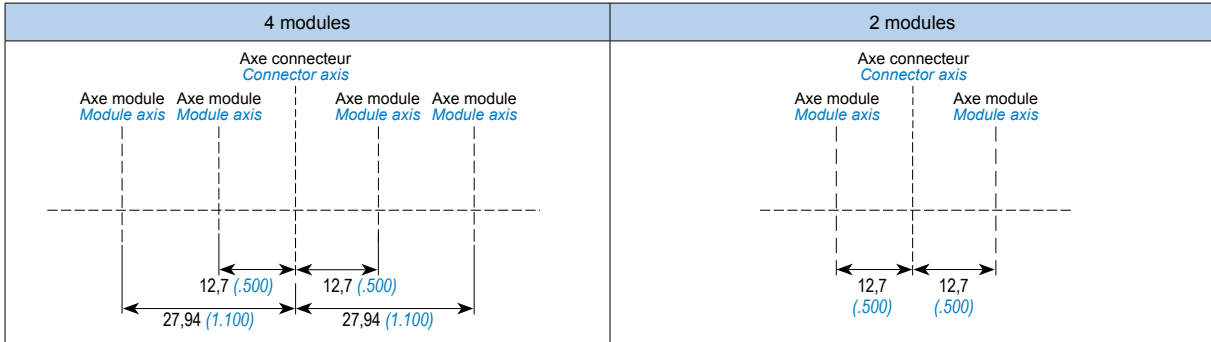 4 modules
2 modules
Axe connecteur
Connector axis
Axe module Axe module Axe module Axe module
Module axis Module axis Module axis Module axis
12,7 (.500) 12,7 (.500)
27,94 (1.100) 27,94 (1.100)
Axe connecteur
Connector axis
Axe module Axe module
Module axis Module axis
12,7 12,7
(.500) (.500)